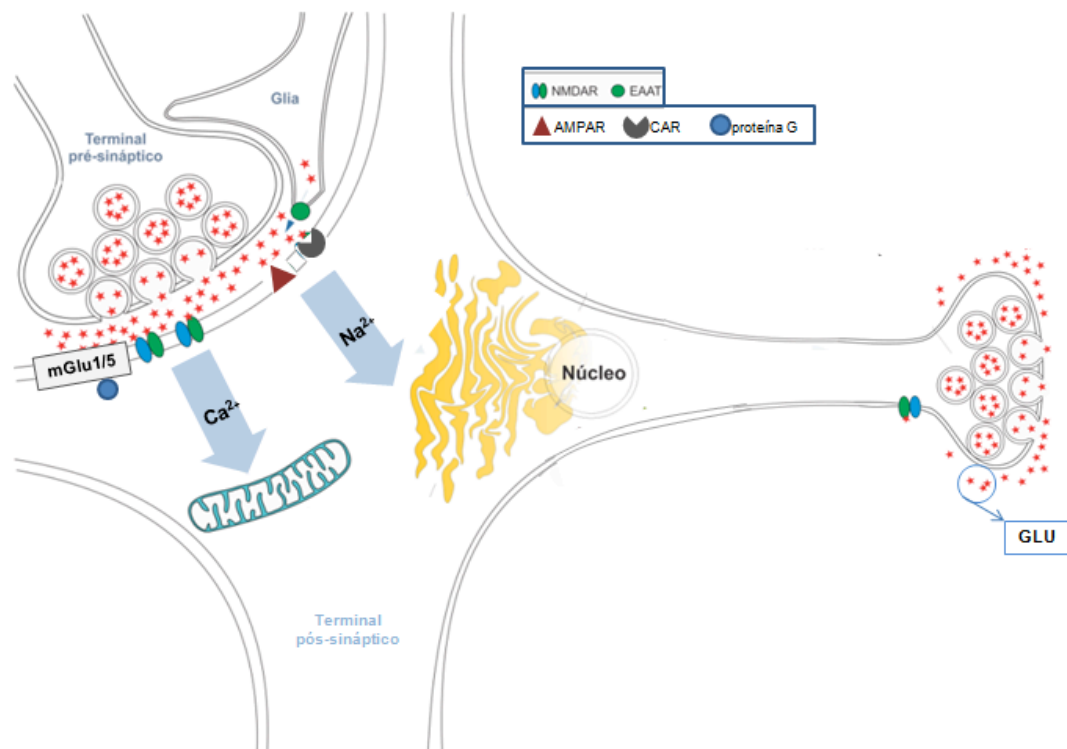 Glia
Terminal
pré-sináptico
NMDAR EAAT
AMPAR CAR proteína G
mGlu1/5
Ca²⁺
Na²⁺
Núcleo
GLU
Terminal
pós-sináptico